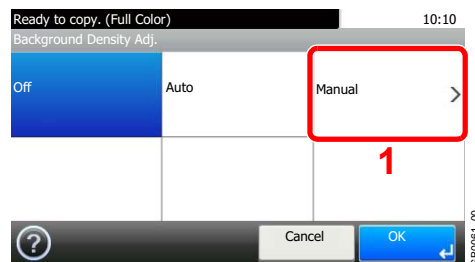 Ready to copy. (Full Color) 10:10
Background Density Adj.
Off Auto Manual >
1
? Cancel OK